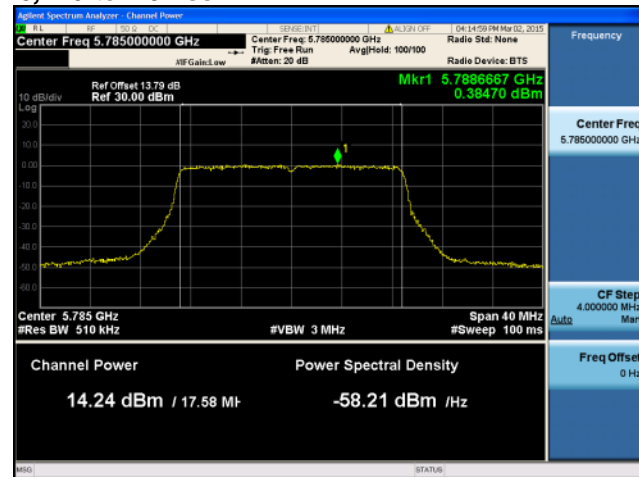 Agilent Spectrum Analyzer - Channel Power
RL RF 50 Ω DC SENSE:INT ALIGN OFF 04:14:59 PM Mar 02, 2015
Center Freq 5.785000000 GHz
Center Freq: 5.785000000 GHz
Radio Std: None
Trig: Free Run Avg|Hold: 100/100
#IFGain:Low #Atten: 20 dB Radio Device: BTS
Frequency
Ref Offset 13.79 dB
Mkr1 5.7886667 GHz
10 dB/div Ref 30.00 dBm 0.38470 dBm
Log
20.0
10.0
0.00
-10.0
-20.0
-30.0
-40.0
-50.0
-60.0
1
Center Freq
5.785000000 GHz
Center 5.785 GHz Span 40 MHz
#Res BW 510 kHz #VBW 3 MHz #Sweep 100 ms
CF Step
4.000000 MHz
Auto Man
Channel Power Power Spectral Density
14.24 dBm / 17.58 MH -58.21 dBm /Hz
Freq Offset
0 Hz
MSG STATUS